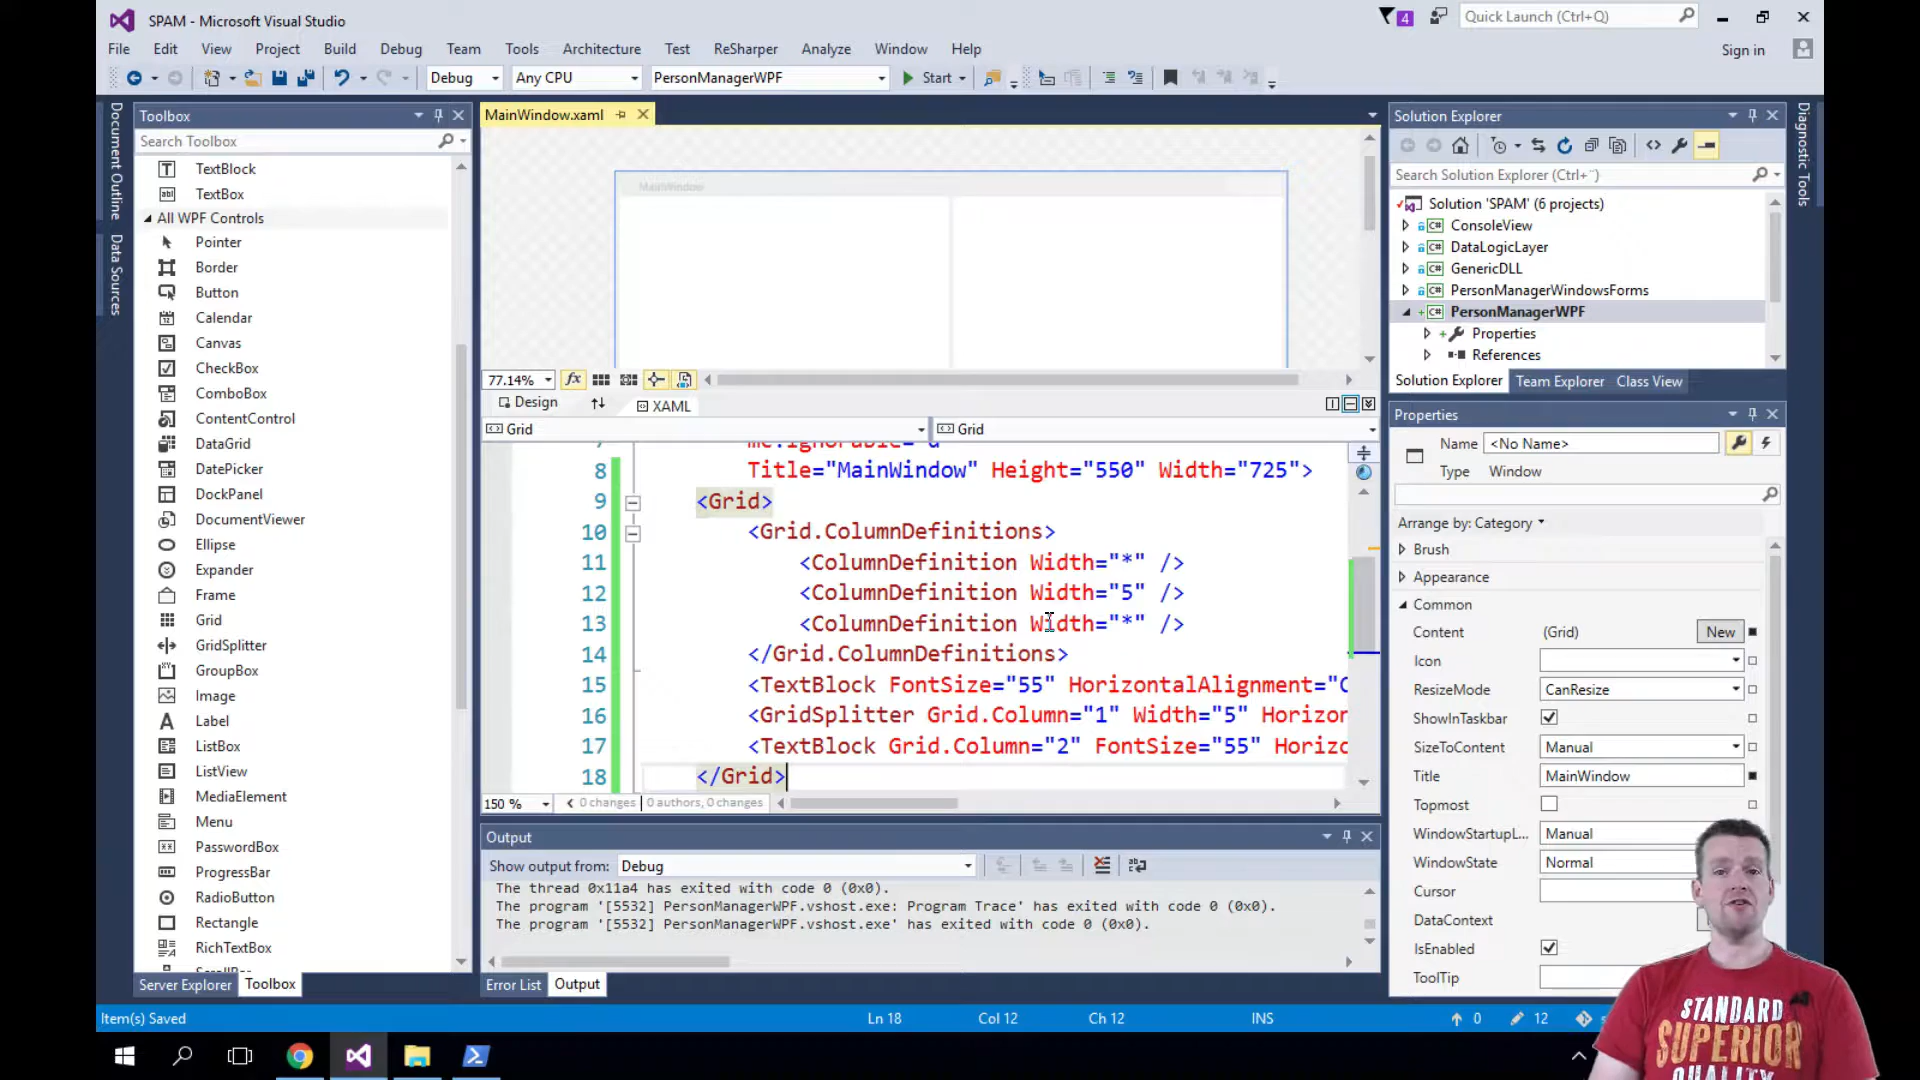 SPAM - Microsoft Visual Studio
4
Quick Launch (Ctrl+Q)
File Edit View Project Build Debug Team Tools Architecture Test ReSharper Analyze Window Help
Sign in
Debug Any CPU PersonManagerWPF Start
Document Outline
Data Sources
Toolbox
Search Toolbox
TextBlock
TextBox
All WPF Controls
Pointer
Border
Button
Calendar
Canvas
CheckBox
ComboBox
ContentControl
DataGrid
DatePicker
DockPanel
DocumentViewer
Ellipse
Expander
Frame
Grid
GridSplitter
GroupBox
Image
Label
ListBox
ListView
MediaElement
Menu
PasswordBox
ProgressBar
RadioButton
Rectangle
RichTextBox
Server Explorer Toolbox
MainWindow.xaml
MainWindow
77.14%
Design XAML
Grid Grid
8 Title="MainWindow" Height="550" Width="725">
9 <Grid>
10 <Grid.ColumnDefinitions>
11 <ColumnDefinition Width="*" />
12 <ColumnDefinition Width="5" />
13 <ColumnDefinition Width="*" />
14 </Grid.ColumnDefinitions>
15 <TextBlock FontSize="55" HorizontalAlignment="C
16 <GridSplitter Grid.Column="1" Width="5" Horizon
17 <TextBlock Grid.Column="2" FontSize="55" Horizo
18 </Grid>
150 % 0 changes | 0 authors, 0 changes
Output
Show output from: Debug
The thread 0x11a4 has exited with code 0 (0x0).
The program '[5532] PersonManagerWPF.vshost.exe: Program Trace' has exited with code 0 (0x0).
The program '[5532] PersonManagerWPF.vshost.exe' has exited with code 0 (0x0).
Error List Output
Solution Explorer
Search Solution Explorer (Ctrl+¨)
Solution 'SPAM' (6 projects)
ConsoleView
DataLogicLayer
GenericDLL
PersonManagerWindowsForms
PersonManagerWPF
Properties
References
Solution Explorer Team Explorer Class View
Diagnostic Tools
Properties
Name <No Name>
Type Window
Arrange by: Category
Brush
Appearance
Common
Content (Grid) New
Icon
ResizeMode CanResize
ShowInTaskbar
SizeToContent Manual
Title MainWindow
Topmost
WindowStartupL... Manual
WindowState Normal
Cursor
DataContext
IsEnabled
ToolTip
Item(s) Saved Ln 18 Col 12 Ch 12 INS 0 12
STANDARD
SUPERIOR
QUALITY